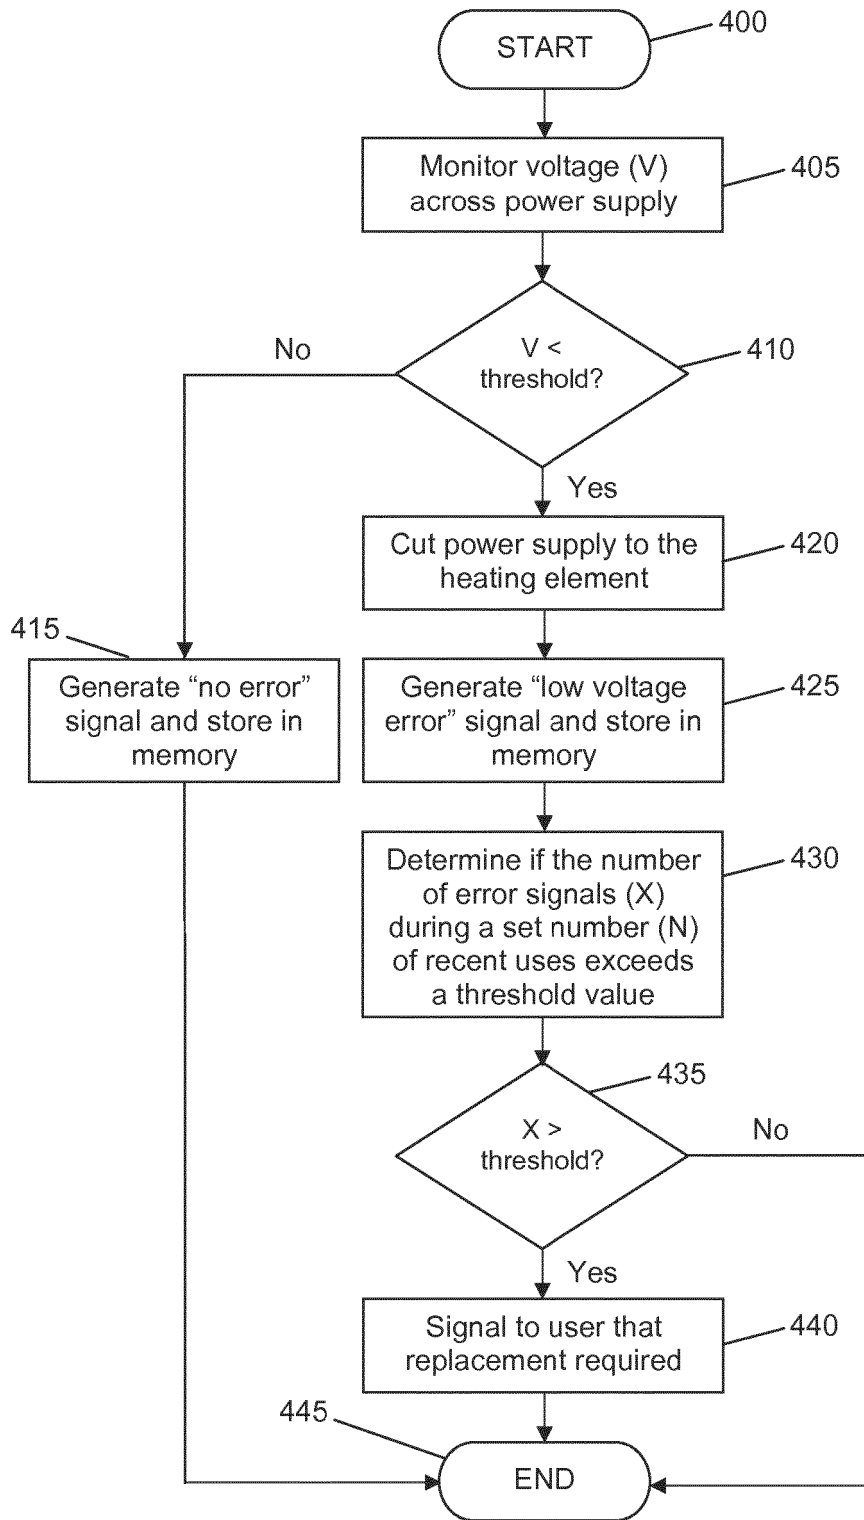 START
400
Monitor voltage (V)
across power supply
405
V <
threshold?
410
No
Yes
Cut power supply to the
heating element
420
415
Generate “no error”
signal and store in
memory
Generate “low voltage
error” signal and store in
memory
425
Determine if the number
of error signals (X)
during a set number (N)
of recent uses exceeds
a threshold value
430
435
X >
threshold?
No
Yes
Signal to user that
replacement required
440
445
END